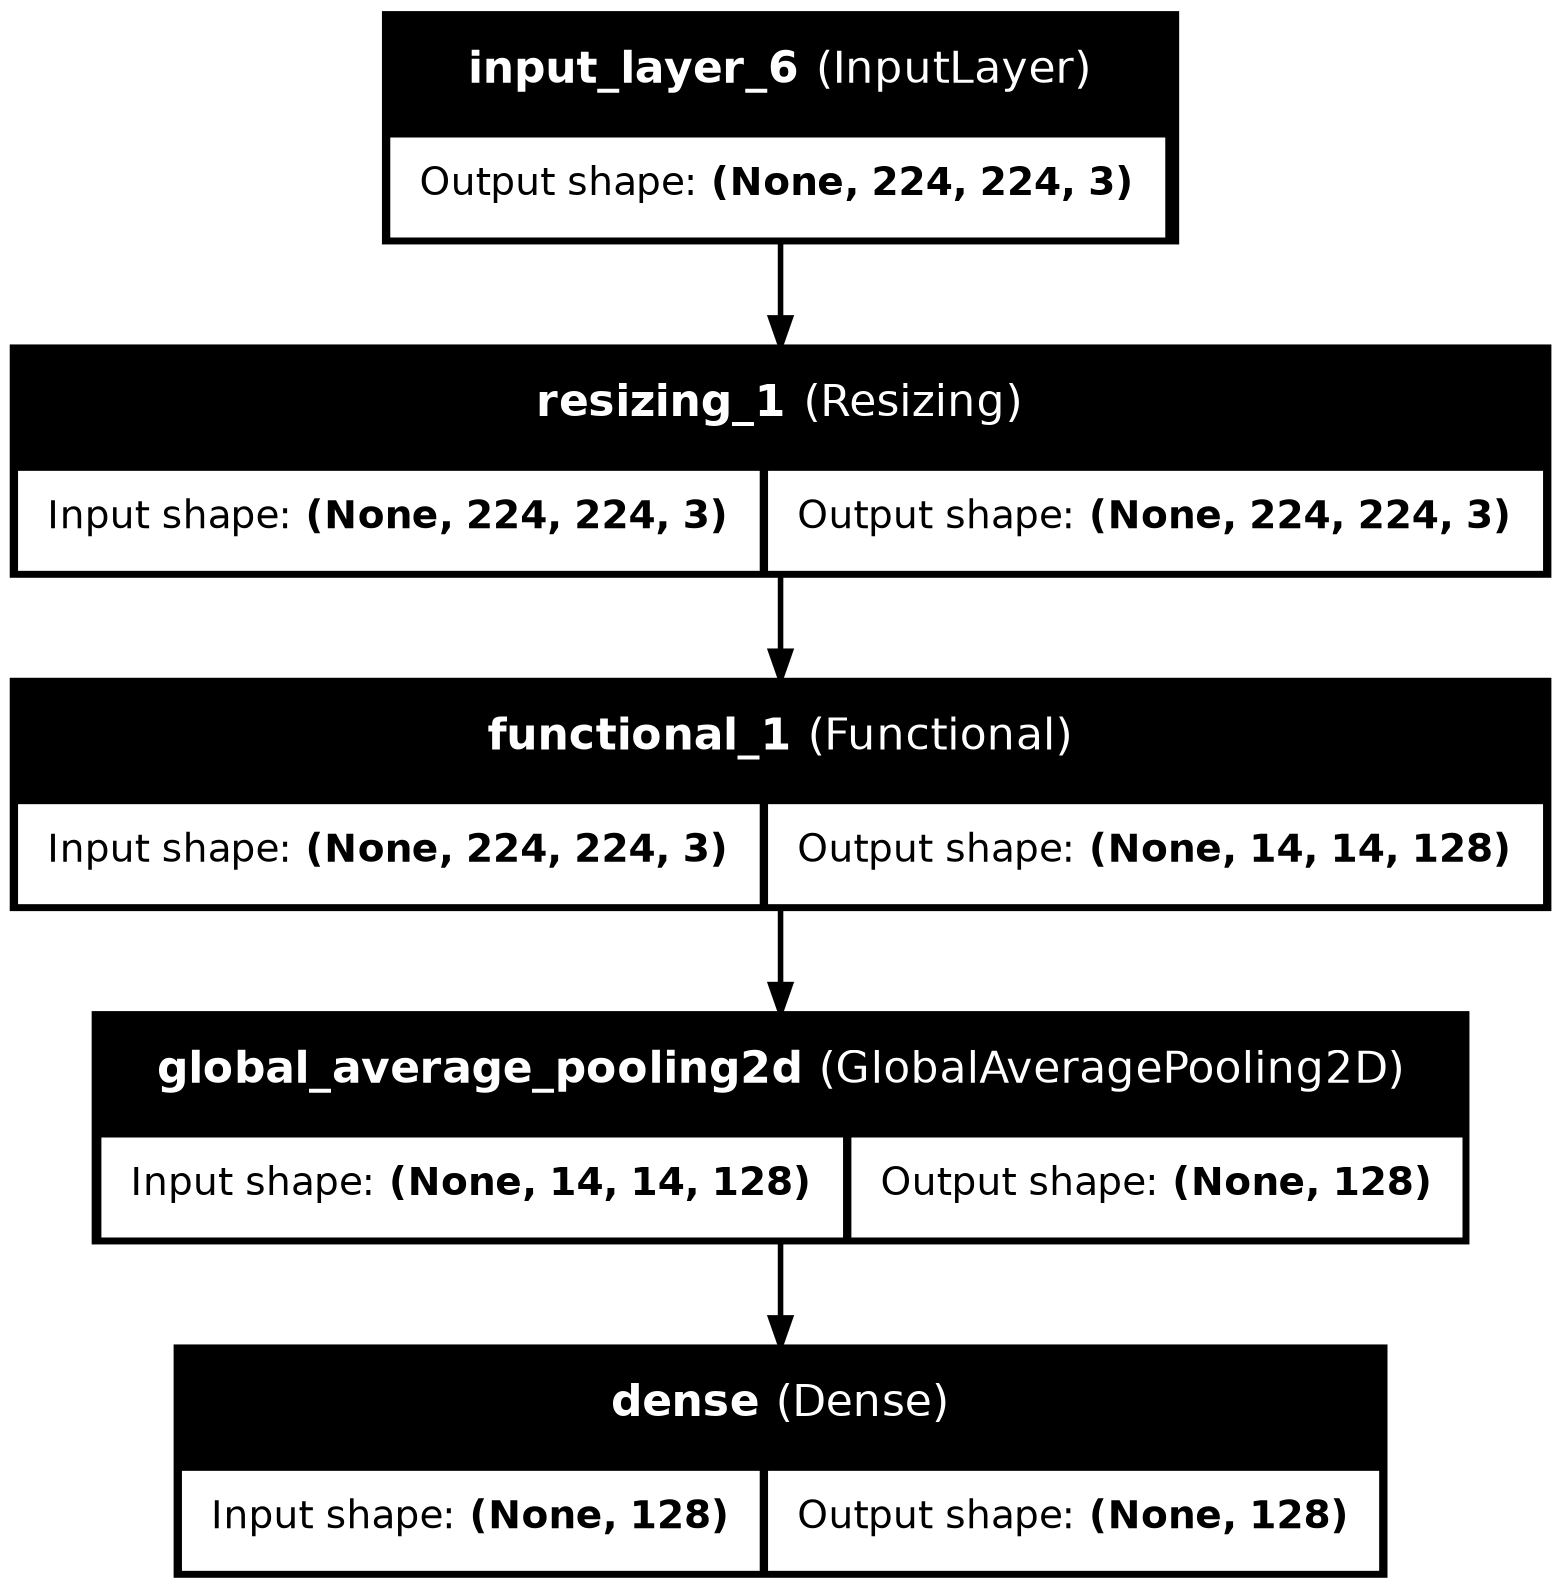 input_layer_6 (InputLayer)
Output shape: (None, 224, 224, 3)
resizing_1 (Resizing)
Input shape: (None, 224, 224, 3) Output shape: (None, 224, 224, 3)
functional_1 (Functional)
Input shape: (None, 224, 224, 3) Output shape: (None, 14, 14, 128)
global_average_pooling2d (GlobalAveragePooling2D)
Input shape: (None, 14, 14, 128) Output shape: (None, 128)
dense (Dense)
Input shape: (None, 128) Output shape: (None, 128)